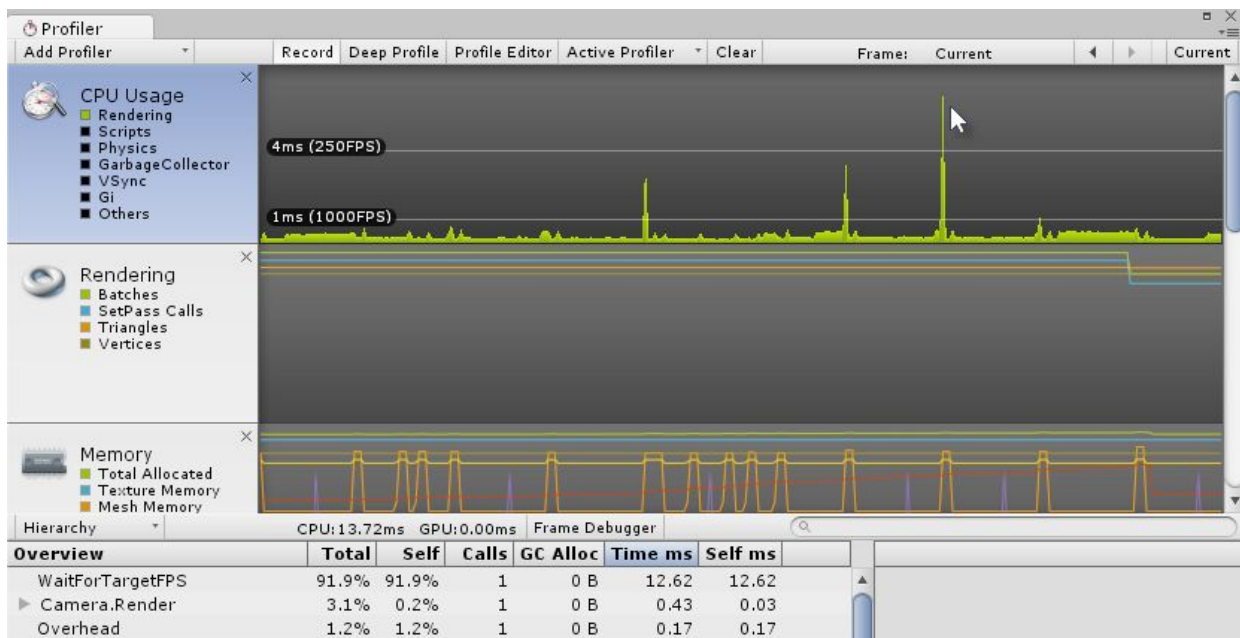 Profiler
Add Profiler Record Deep Profile Profile Editor Active Profiler Clear Frame: Current Current
CPU Usage
Rendering
Scripts
Physics
GarbageCollector
VSync
Gi
Others
4ms (250FPS)
1ms (1000FPS)
Rendering
Batches
SetPass Calls
Triangles
Vertices
Memory
Total Allocated
Texture Memory
Mesh Memory
Hierarchy CPU:13.72ms GPU:0.00ms Frame Debugger
Overview Total Self Calls GC Alloc Time ms Self ms
WaitForTargetFPS 91.9% 91.9% 1 0 B 12.62 12.62
Camera.Render 3.1% 0.2% 1 0 B 0.43 0.03
Overhead 1.2% 1.2% 1 0 B 0.17 0.17